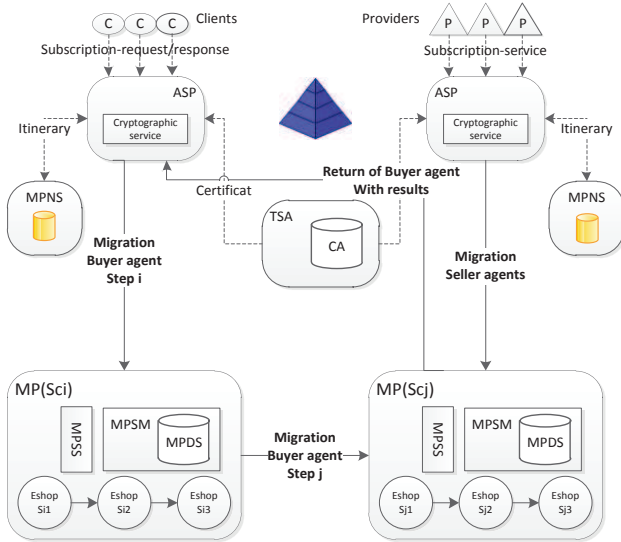 Clients
C C C
Subscription-request/response
ASP
Cryptographic
service
Itinerary
MPNS
Providers
P P P
Subscription-service
ASP
Cryptographic
service
Itinerary
MPNS
Certificat
Return of Buyer agent
With results
TSA
CA
Migration
Buyer agent
Step i
Migration
Seller agents
MP(Sci)
MPSS
MPSM
MPDS
Eshop
Si1
Eshop
Si2
Eshop
Si3
Migration
Buyer agent
Step j
MP(Scj)
MPSS
MPSM
MPDS
Eshop
Sj1
Eshop
Sj2
Eshop
Sj3